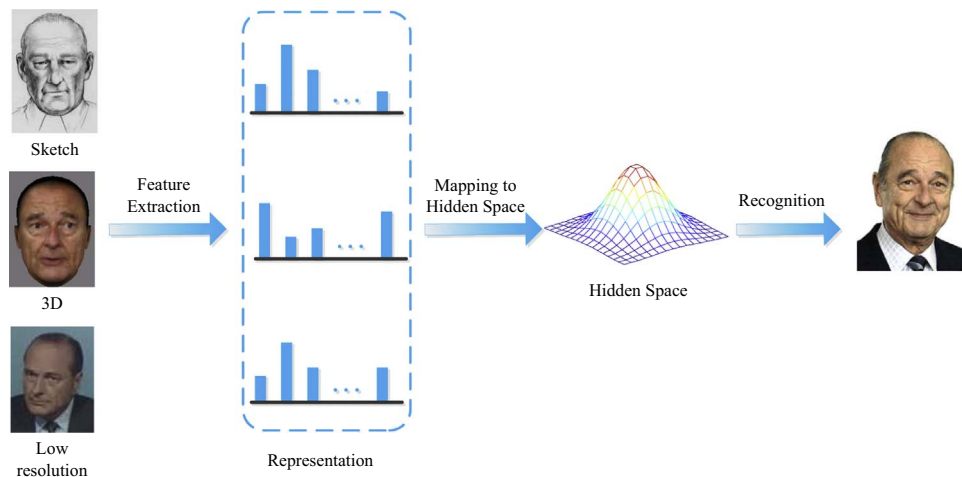 Sketch
3D
Low
resolution
Feature
Extraction
Representation
Mapping to
Hidden Space
Hidden Space
Recognition